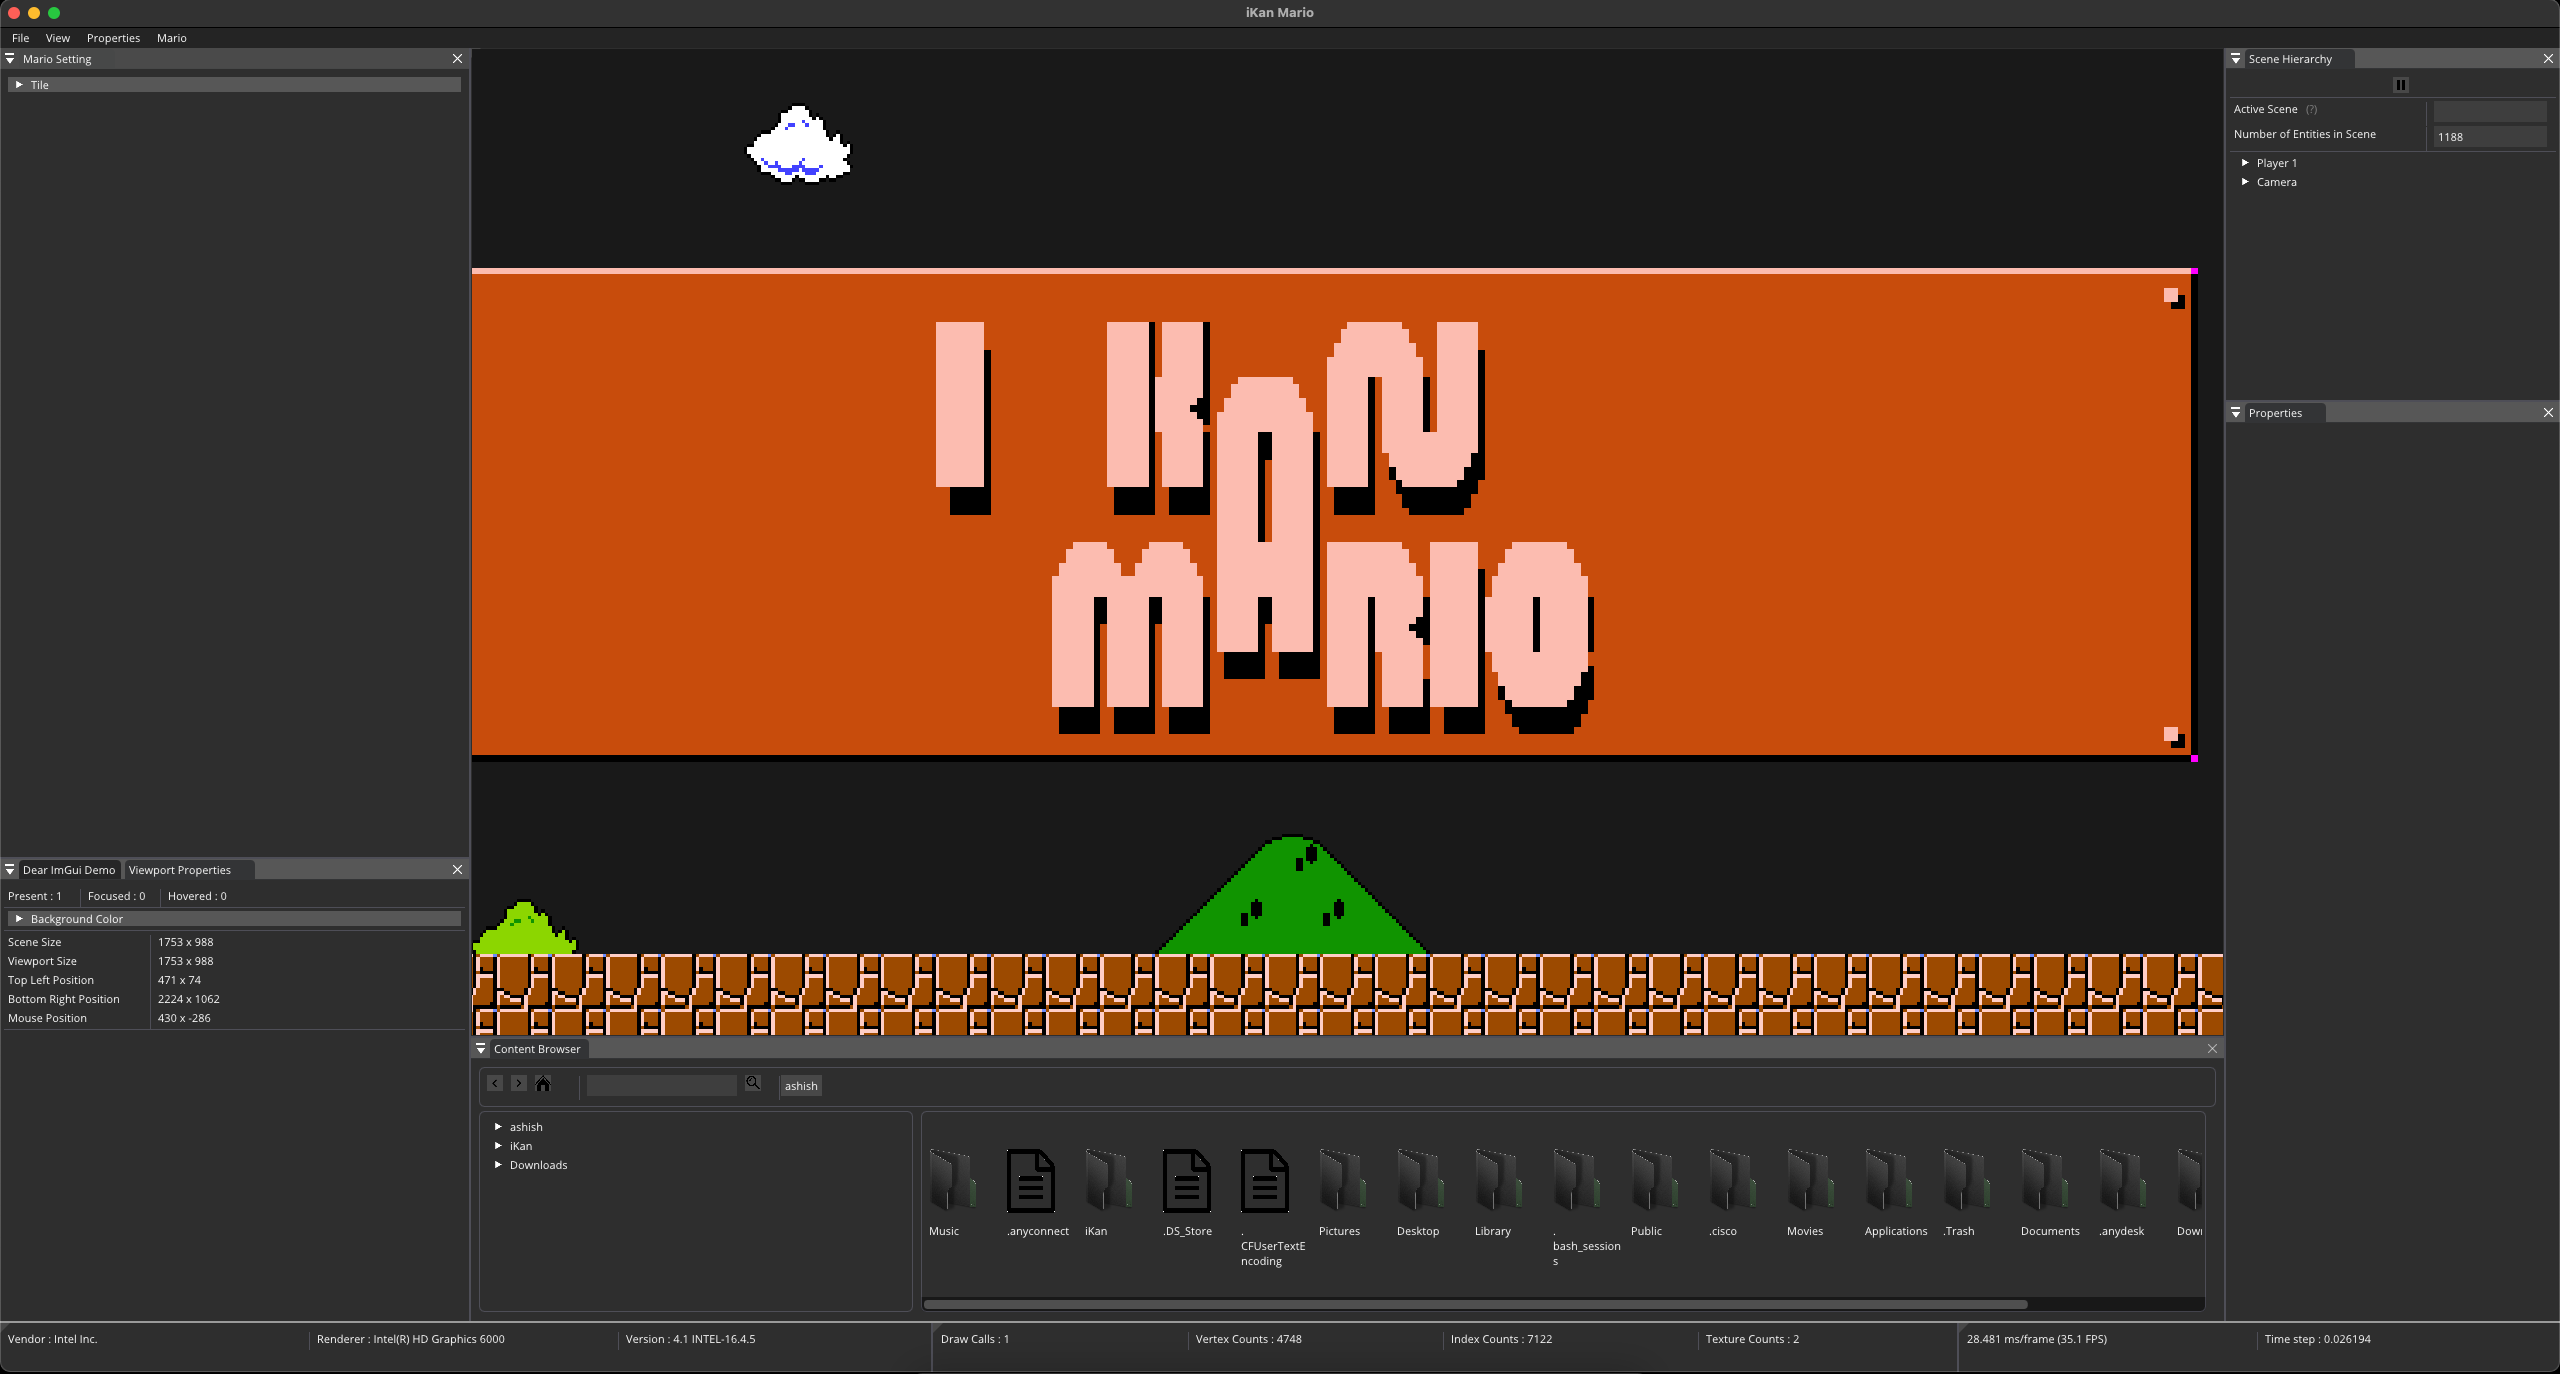 iKan Mario
File View Properties Mario
Mario Setting
Tile
I KAN
MARIO
Scene Hierarchy
Active Scene (?)
Number of Entities in Scene 1188
Player 1
Camera
Properties
Dear ImGui Demo Viewport Properties
Present : 1 Focused : 0 Hovered : 0
Background Color
Scene Size 1753 x 988
Viewport Size 1753 x 988
Top Left Position 471 x 74
Bottom Right Position 2224 x 1062
Mouse Position 430 x -286
Content Browser
ashish
ashish
iKan
Downloads
Music .anyconnect iKan .DS_Store .CFUserTextEncoding Pictures Desktop Library .bash_sessions Public .cisco Movies Applications .Trash Documents .anydesk
Vendor : Intel Inc. Renderer : Intel(R) HD Graphics 6000 Version : 4.1 INTEL-16.4.5 Draw Calls : 1 Vertex Counts : 4748 Index Counts : 7122 Texture Counts : 2 28.481 ms/frame (35.1 FPS) Time step : 0.026194